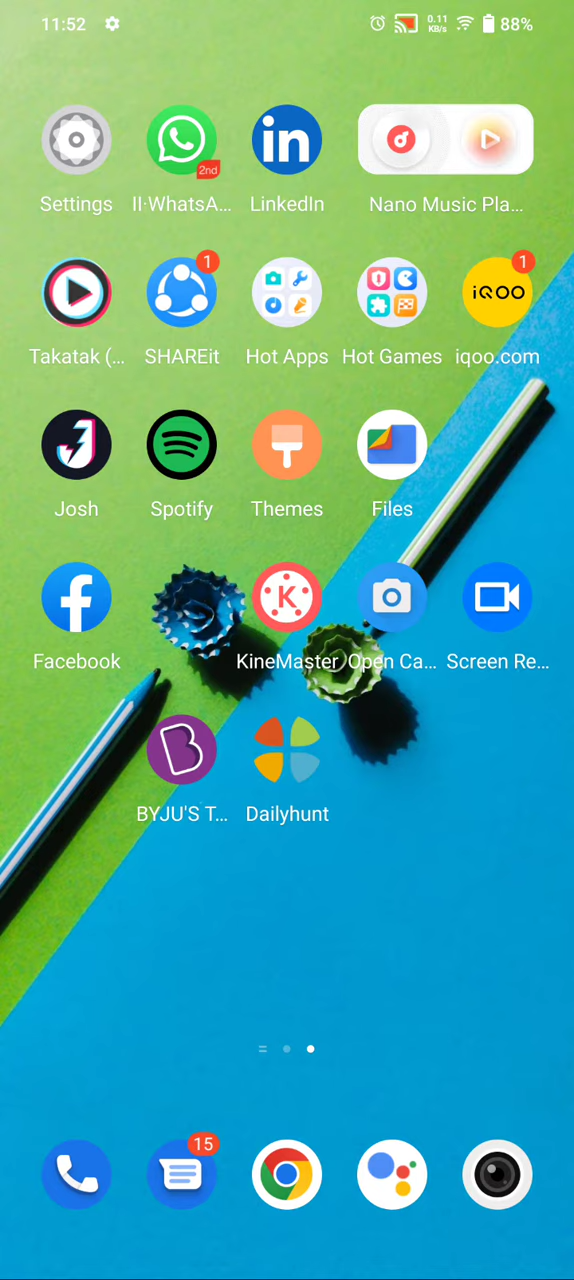 11:52 0.11 KB/s 88%
2nd
Settings II·WhatsA... LinkedIn Nano Music Pla...
1 1
iQOO
Takatak (... SHAREit Hot Apps Hot Games iqoo.com
Josh Spotify Themes Files
K
Facebook KineMaster Open Ca... Screen Re...
B
BYJU'S T... Dailyhunt
15